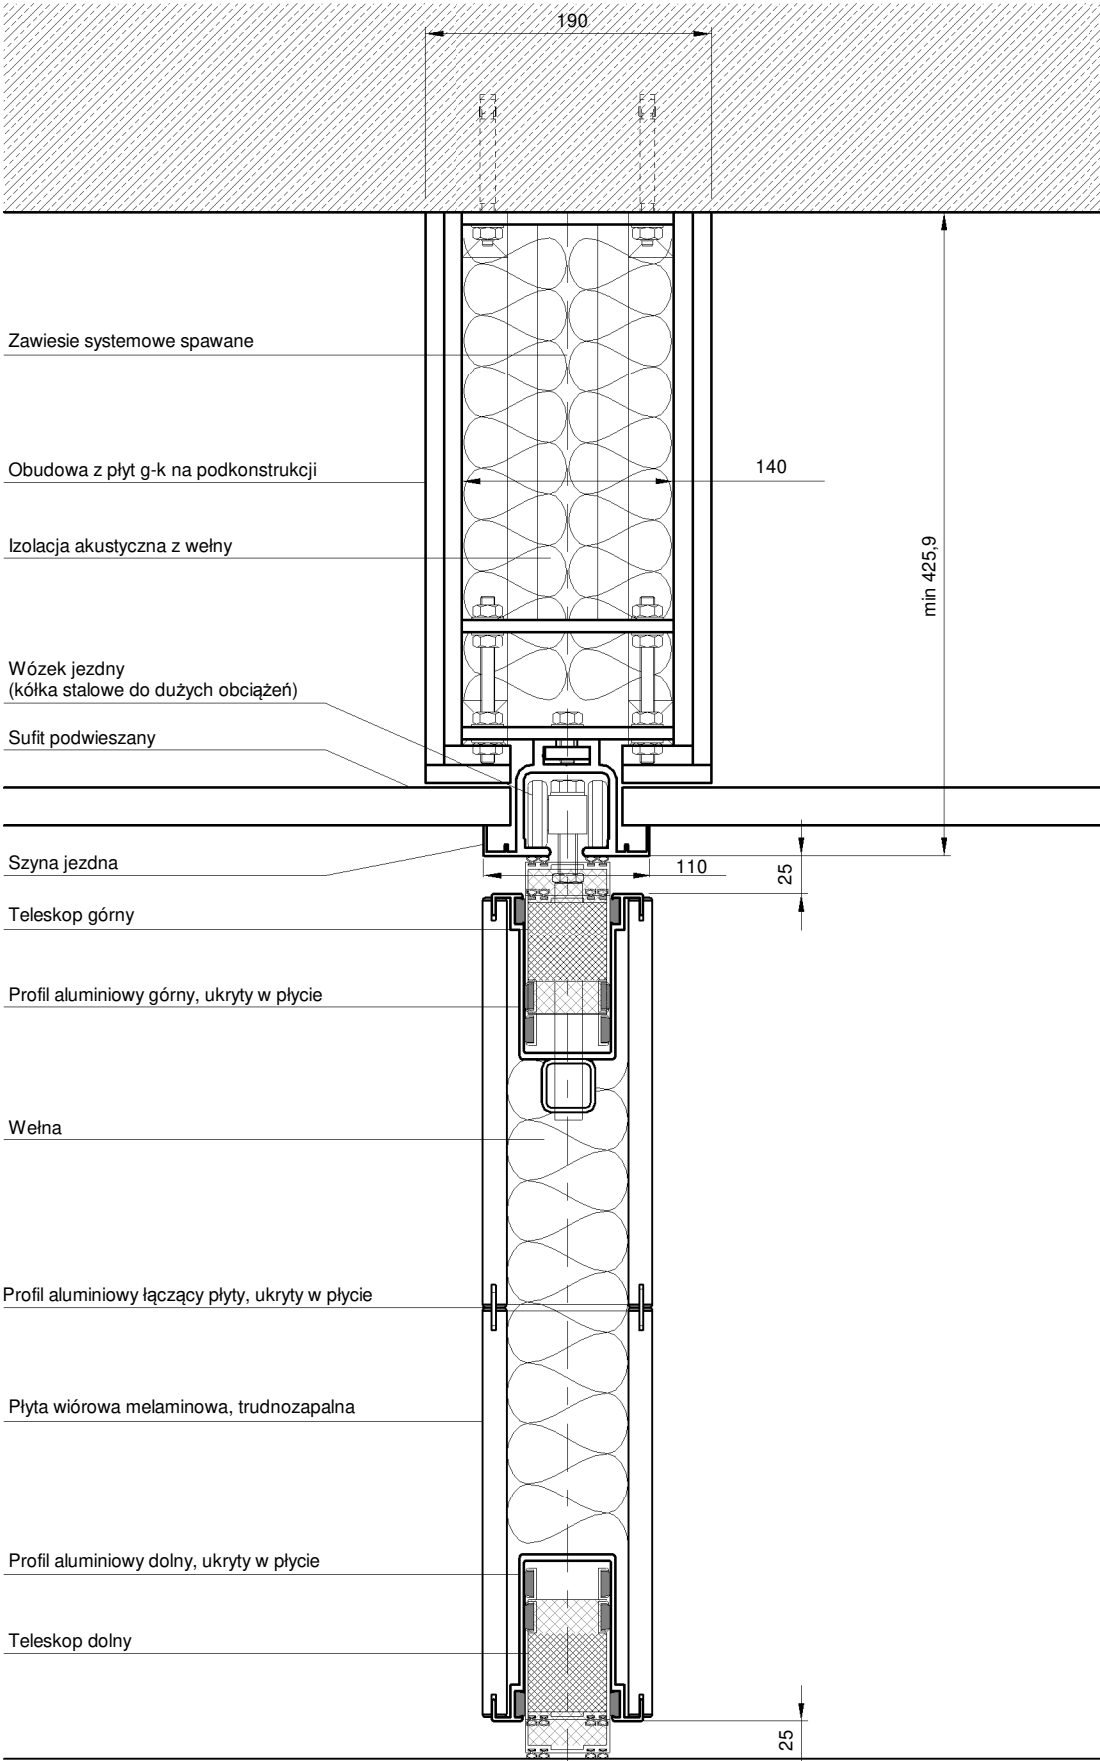 190
Zawiesie systemowe spawane
Obudowa z płyt g-k na podkonstrukcji
140
Izolacja akustyczna z wełny
min 425,9
Wózek jezdny
(kółka stalowe do dużych obciążeń)
Sufit podwieszany
Szyna jezdna
110
25
Teleskop górny
Profil aluminiowy górny, ukryty w płycie
Wełna
Profil aluminiowy łączący płyty, ukryty w płycie
Płyta wiórowa melaminowa, trudnozapalna
Profil aluminiowy dolny, ukryty w płycie
Teleskop dolny
25